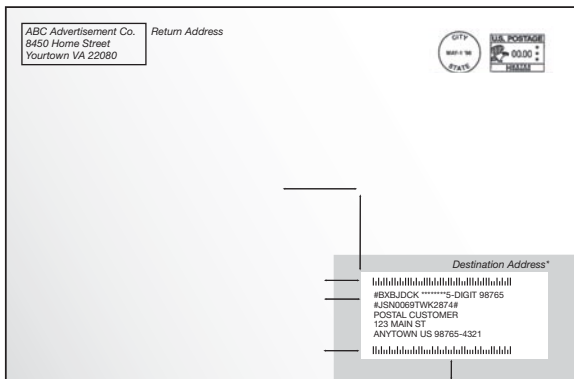 ABC Advertisement Co.
8450 Home Street
Yourtown VA 22080
Return Address
CITY
MAY 4 '98
STATE
U.S. POSTAGE
00.00
Destination Address*
#BXBJDCK ********5-DIGIT 98765
#JSN0069TWK2874#
POSTAL CUSTOMER
123 MAIN ST
ANYTOWN US 98765-4321